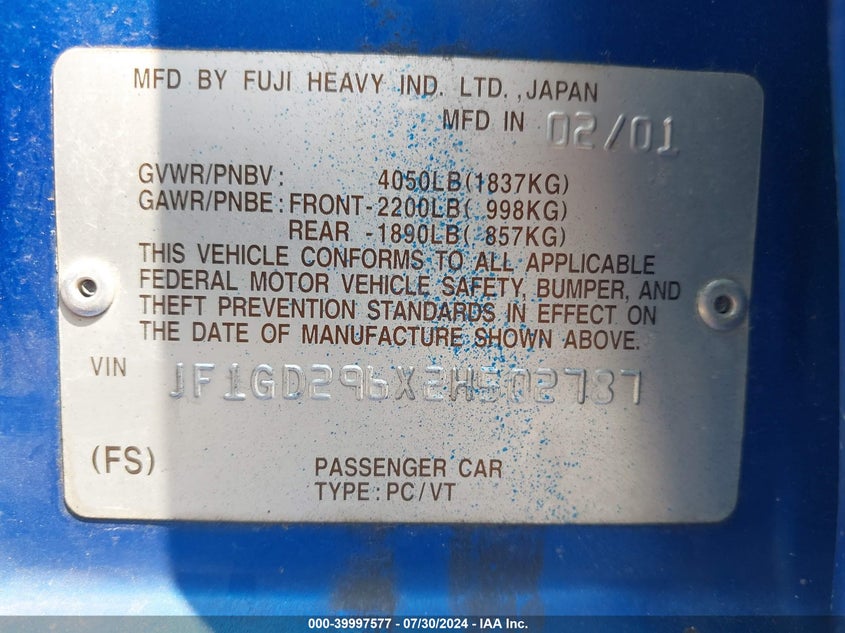 MFD BY FUJI HEAVY IND. LTD.,JAPAN
MFD IN 02/01
GVWR/PNBV: 4050LB(1837KG)
GAWR/PNBE:FRONT-2200LB( 998KG)
REAR -1890LB( 857KG)
THIS VEHICLE CONFORMS TO ALL APPLICABLE
FEDERAL MOTOR VEHICLE SAFETY, BUMPER, AND
THEFT PREVENTION STANDARDS IN EFFECT ON
THE DATE OF MANUFACTURE SHOWN ABOVE.
VIN JF1GD296X2H502787
(FS) PASSENGER CAR
TYPE:PC/VT
000-39997577 - 07/30/2024 - IAA Inc.